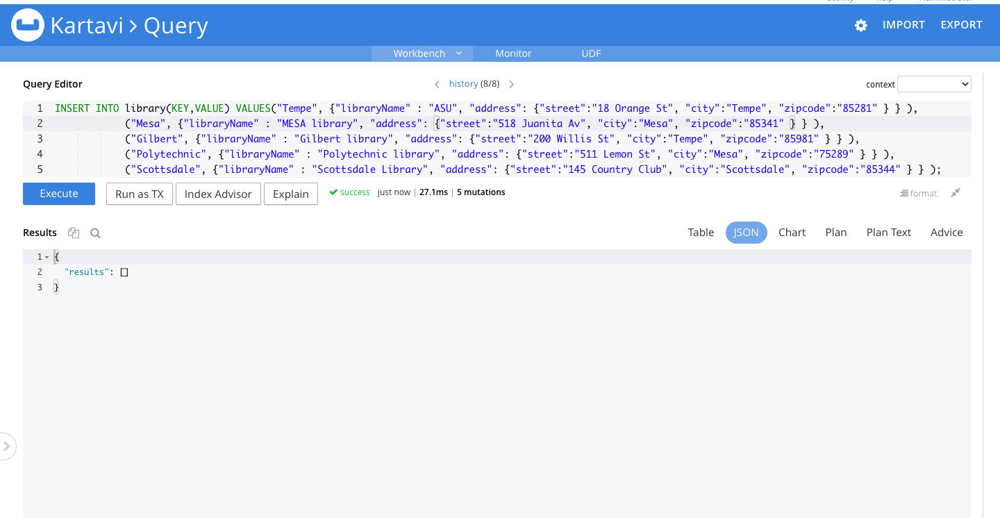 activity help Administrator
Kartavi > Query
IMPORT EXPORT
Workbench Monitor UDF
Query Editor
history (8/8)
context
1 INSERT INTO library(KEY,VALUE) VALUES("Tempe", {"libraryName" : "ASU", "address": {"street":"18 Orange St", "city":"Tempe", "zipcode":"85281" } } ),
2 ("Mesa", {"libraryName" : "MESA library", "address": {"street":"518 Juanita Av", "city":"Mesa", "zipcode":"85341" } } ),
3 ("Gilbert", {"libraryName" : "Gilbert library", "address": {"street":"200 Willis St", "city":"Tempe", "zipcode":"85981" } } ),
4 ("Polytechnic", {"libraryName" : "Polytechnic library", "address": {"street":"511 Lemon St", "city":"Mesa", "zipcode":"75289" } } ),
5 ("Scottsdale", {"libraryName" : "Scottsdale Library", "address": {"street":"145 Country Club", "city":"Scottsdale", "zipcode":"85344" } } );
Execute Run as TX Index Advisor Explain success just now | 27.1ms | 5 mutations format
Results Table JSON Chart Plan Plan Text Advice
1 {
2 "results": []
3 }